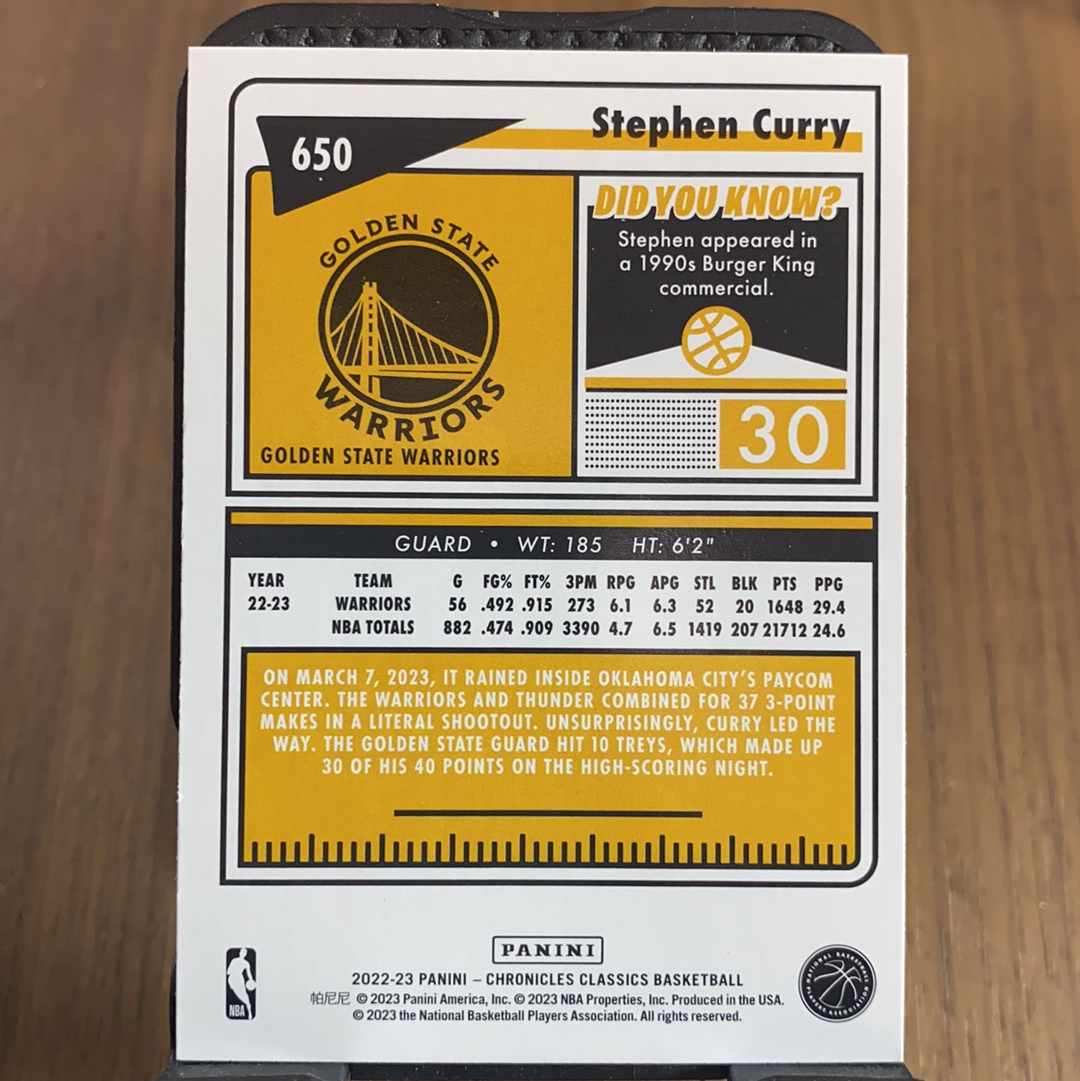 650
Stephen Curry
GOLDEN STATE
WARRIORS
GOLDEN STATE WARRIORS
DID YOU KNOW?
Stephen appeared in
a 1990s Burger King
commercial.
30
GUARD • WT: 185 HT: 6'2"
YEAR TEAM G FG% FT% 3PM RPG APG STL BLK PTS PPG
22-23 WARRIORS 56 .492 .915 273 6.1 6.3 52 20 1648 29.4
NBA TOTALS 882 .474 .909 3390 4.7 6.5 1419 207 21712 24.6
ON MARCH 7, 2023, IT RAINED INSIDE OKLAHOMA CITY'S PAYCOM
CENTER. THE WARRIORS AND THUNDER COMBINED FOR 37 3-POINT
MAKES IN A LITERAL SHOOTOUT. UNSURPRISINGLY, CURRY LED THE
WAY. THE GOLDEN STATE GUARD HIT 10 TREYS, WHICH MADE UP
30 OF HIS 40 POINTS ON THE HIGH-SCORING NIGHT.
PANINI
2022-23 PANINI – CHRONICLES CLASSICS BASKETBALL
帕尼尼 © 2023 Panini America, Inc. © 2023 NBA Properties, Inc. Produced in the USA.
© 2023 the National Basketball Players Association. All rights reserved.
NBA
NATIONAL BASKETBALL
PLAYERS ASSOCIATION